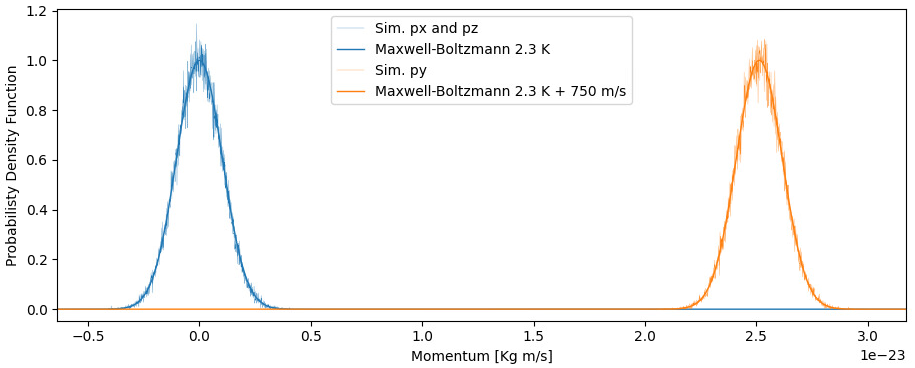 Sim. px and pz
Maxwell-Boltzmann 2.3 K
Sim. py
Maxwell-Boltzmann 2.3 K + 750 m/s
Probabilisty Density Function
1.2
1.0
0.8
0.6
0.4
0.2
0.0
−0.5
0.0
0.5
1.0
1.5
2.0
2.5
3.0
1e−23
Momentum [Kg m/s]